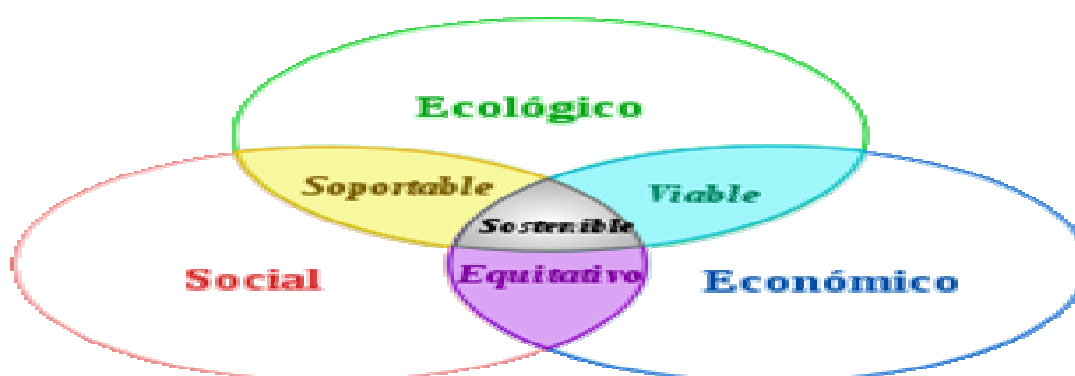 Ecológico
Soportable
Viable
Sostenible
Social
Equitativo
Económico